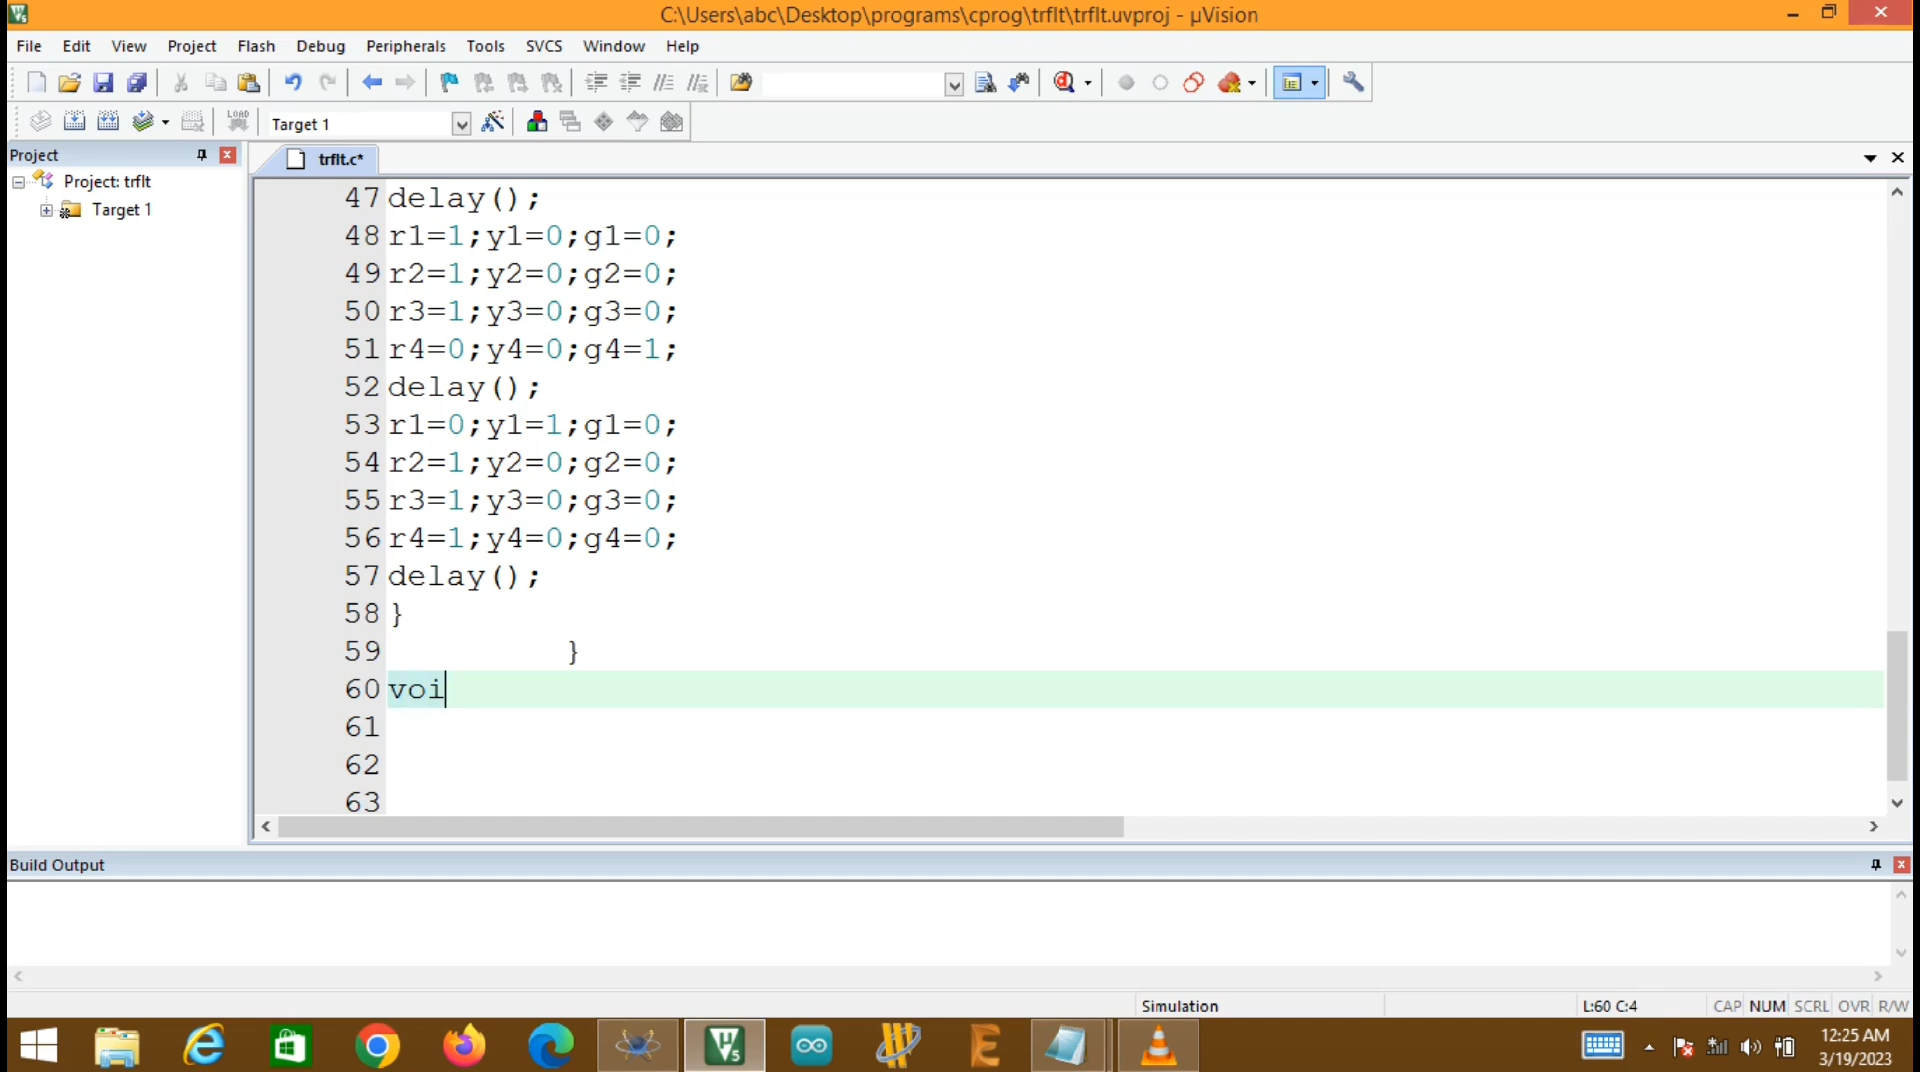 C:\Users\abc\Desktop\programs\cprog\trflt\trflt.uvproj - µVision
File Edit View Project Flash Debug Peripherals Tools SVCS Window Help
LOAD Target 1
Project
trflt.c*
Project: trflt
Target 1
47 delay();
48 r1=1;y1=0;g1=0;
49 r2=1;y2=0;g2=0;
50 r3=1;y3=0;g3=0;
51 r4=0;y4=0;g4=1;
52 delay();
53 r1=0;y1=1;g1=0;
54 r2=1;y2=0;g2=0;
55 r3=1;y3=0;g3=0;
56 r4=1;y4=0;g4=0;
57 delay();
58 }
59 }
60 voi
61
62
63
Build Output
Simulation L:60 C:4 CAP NUM SCRL OVR R/W
12:25 AM
3/19/2023